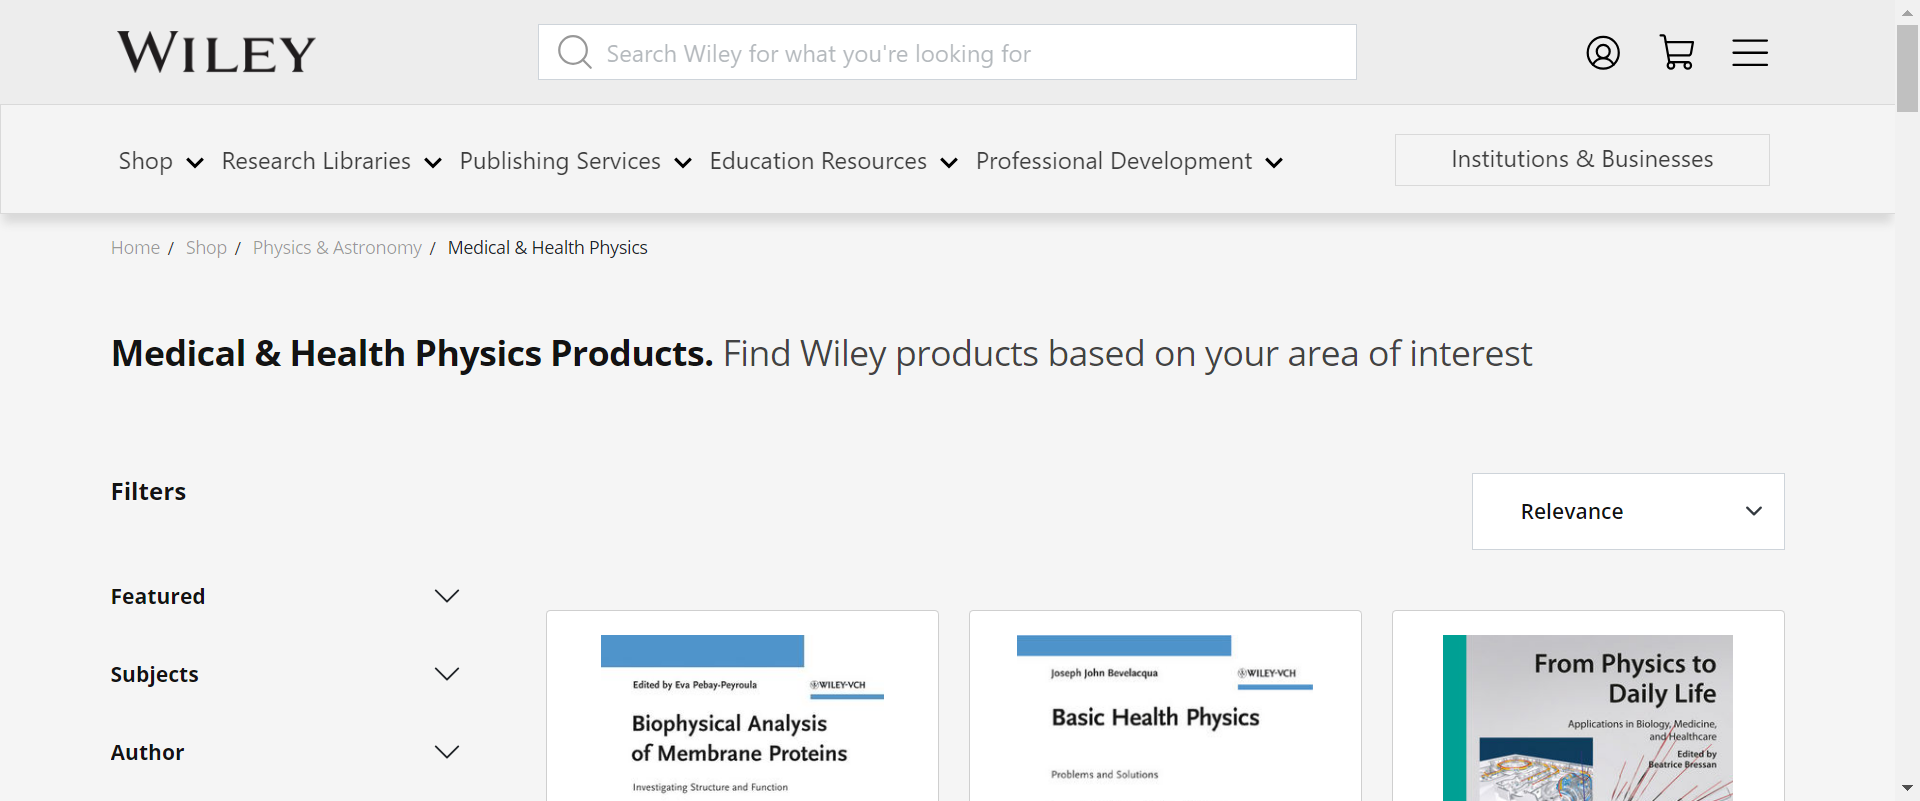 WILEY
Search Wiley for what you're looking for
Shop Research Libraries Publishing Services Education Resources Professional Development Institutions & Businesses
Home / Shop / Physics & Astronomy / Medical & Health Physics
Medical & Health Physics Products. Find Wiley products based on your area of interest
Filters
Relevance
Featured
Subjects
Author
Edited by Eva Pebay-Peyroula
WILEY-VCH
Biophysical Analysis
of Membrane Proteins
Investigating Structure and Function
Joseph John Bevelacqua
WILEY-VCH
Basic Health Physics
Problems and Solutions
From Physics to
Daily Life
Applications in Biology, Medicine,
and Healthcare
Edited by
Beatrice Bressan